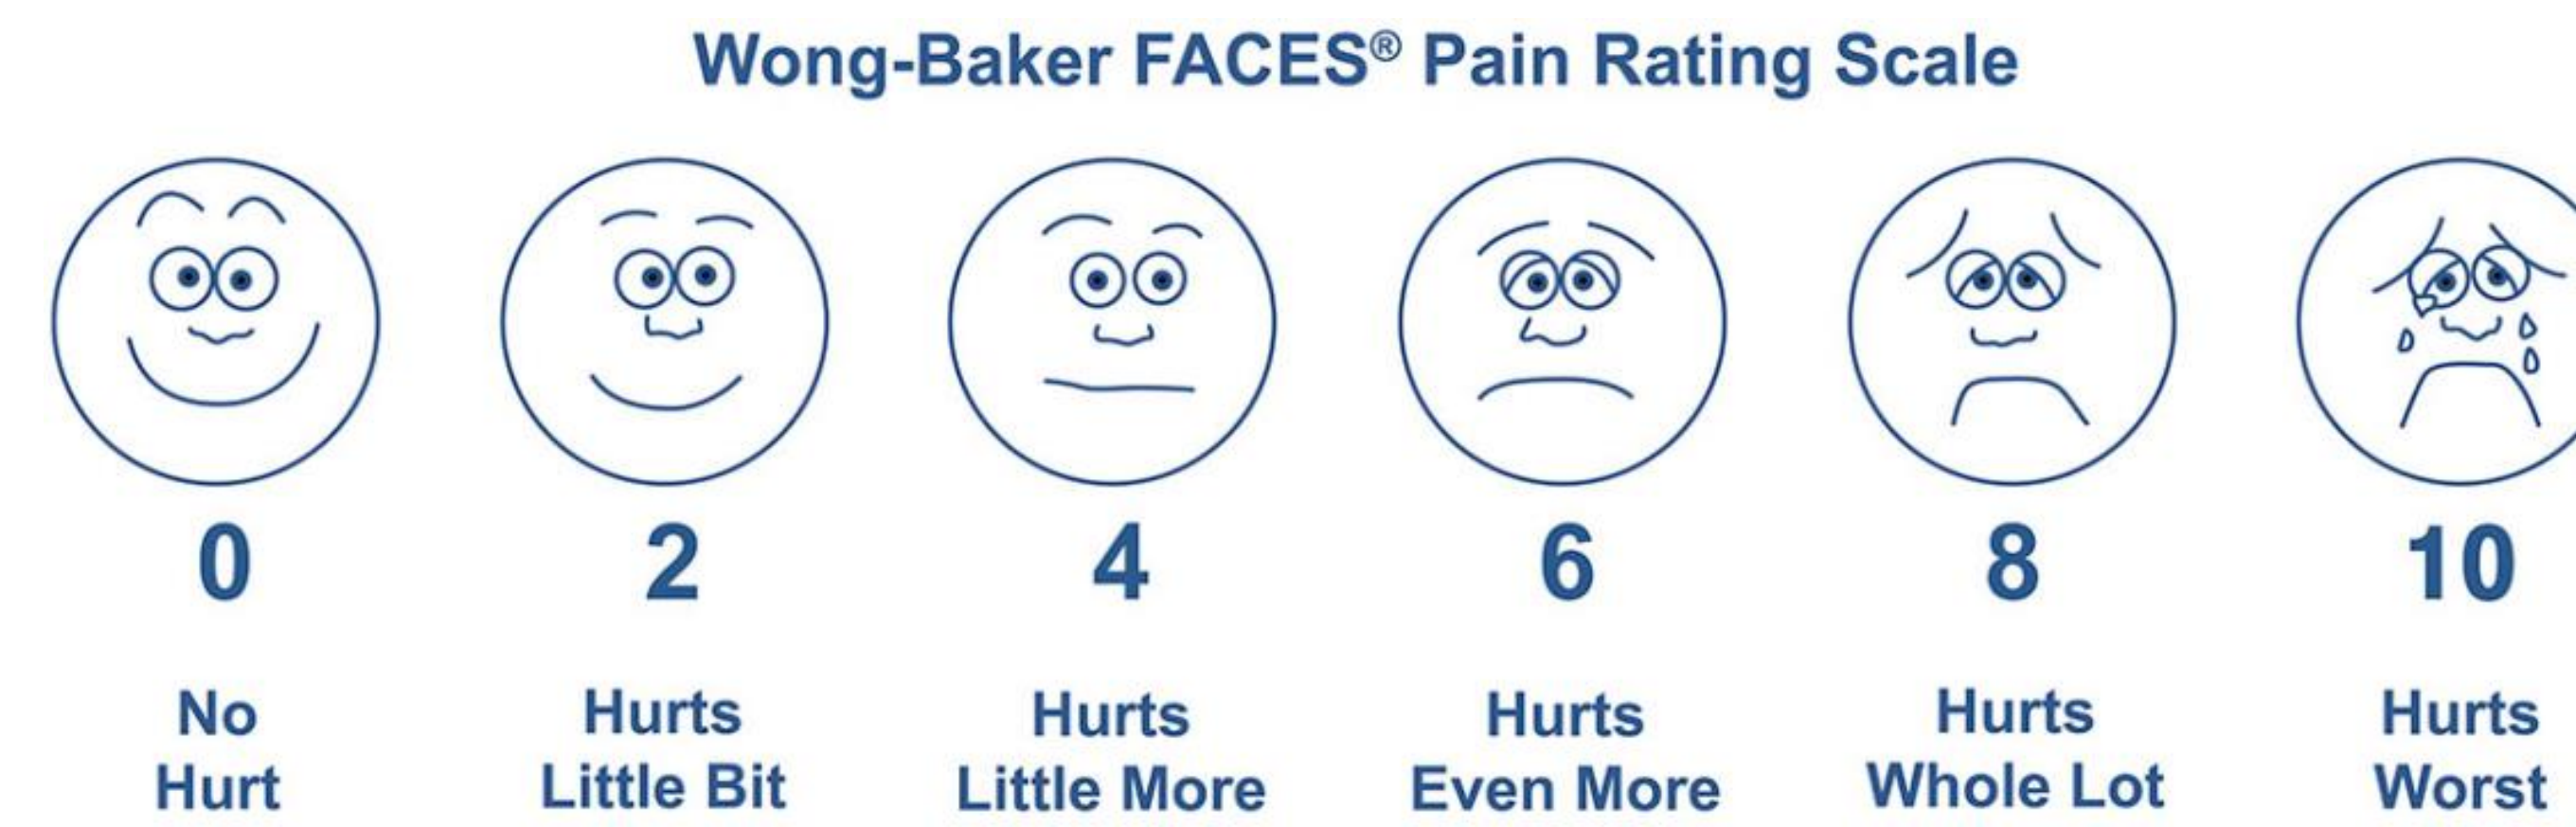 Wong-Baker FACES® Pain Rating Scale
0
2
4
6
8
10
No
Hurt
Hurts
Little Bit
Hurts
Little More
Hurts
Even More
Hurts
Whole Lot
Hurts
Worst